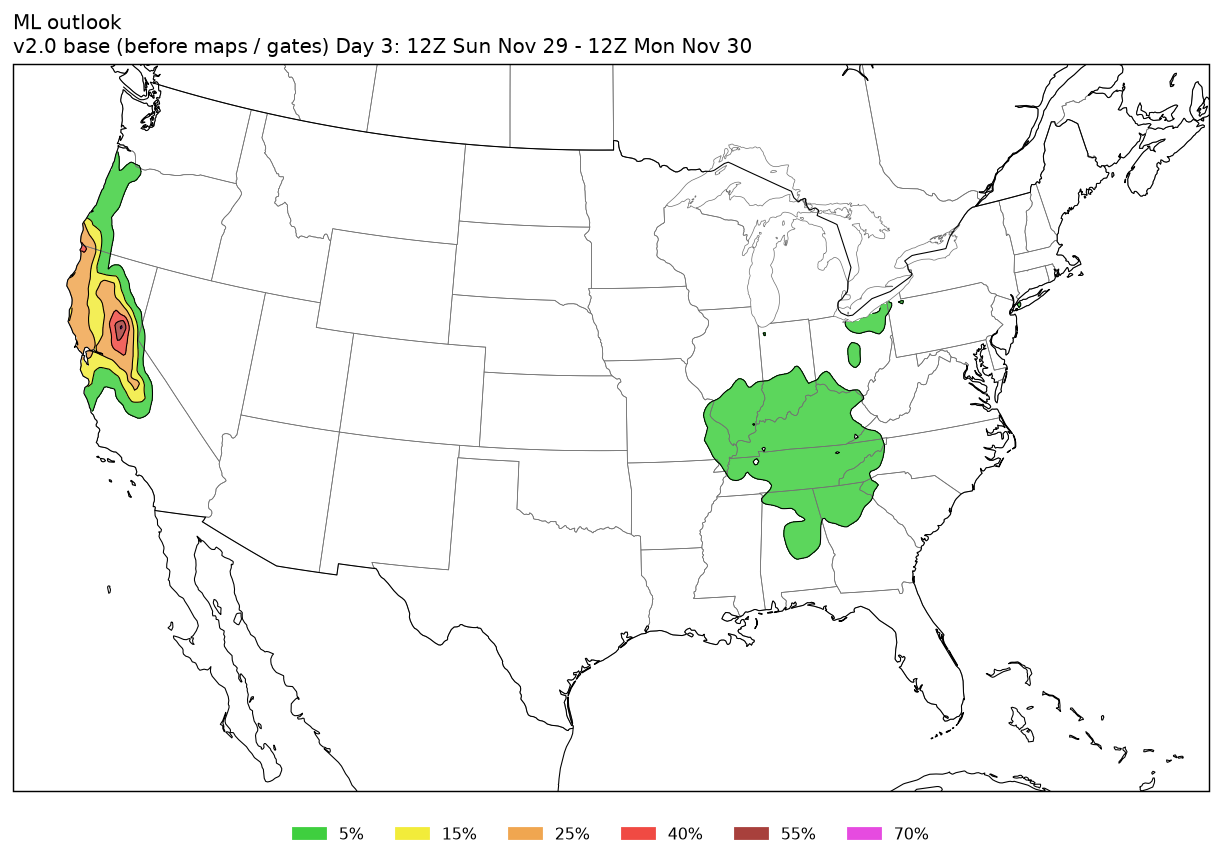 ML outlook
v2.0 base (before maps / gates) Day 3: 12Z Sun Nov 29 - 12Z Mon Nov 30
5% 15% 25% 40% 55% 70%